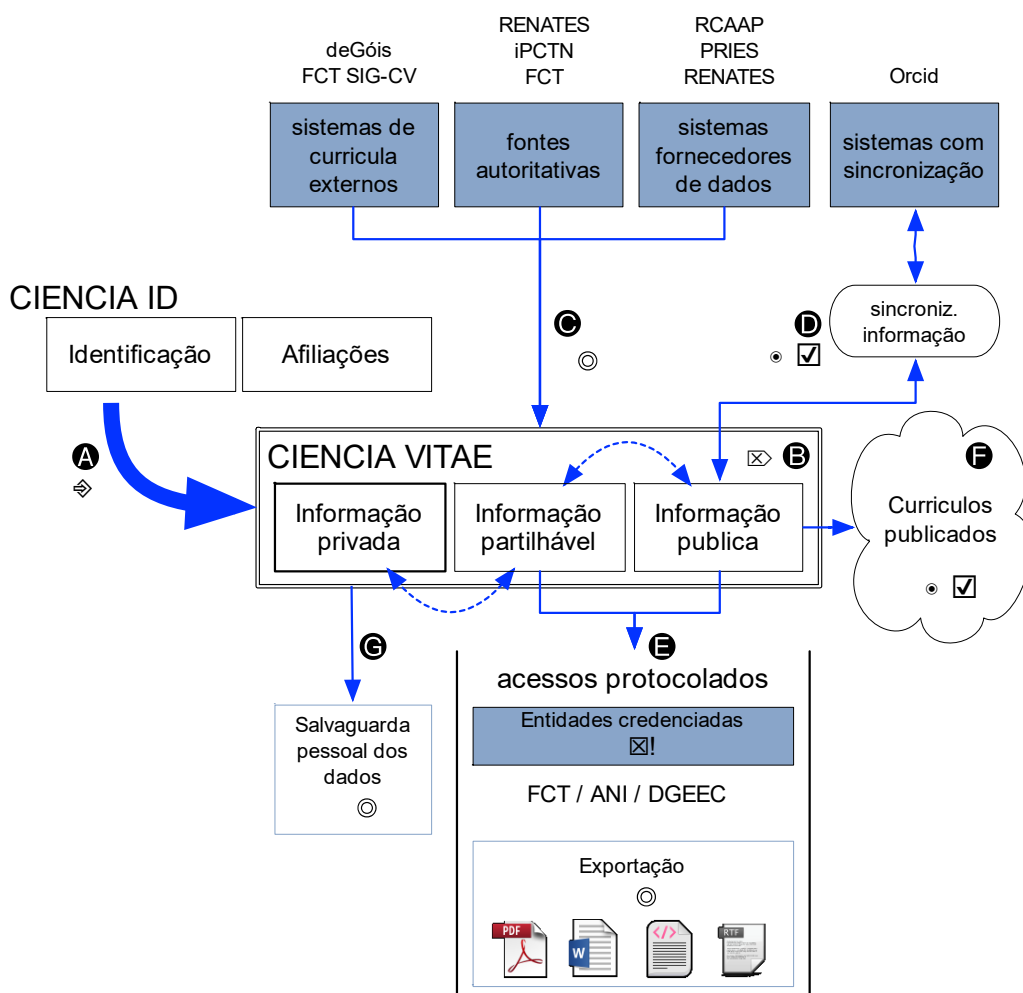 deGóis
FCT SIG-CV
RENATES
iPCTN
FCT
RCAAP
PRIES
RENATES
Orcid
sistemas de
curricula
externos
fontes
autoritativas
sistemas
fornecedores
de dados
sistemas com
sincronização
CIENCIA ID
Identificação
Afiliações
C
D
sincroniz.
informação
A
CIENCIA VITAE
B
Informação
privada
Informação
partilhável
Informação
publica
F
Curriculos
publicados
G
E
acessos protocolados
Entidades credenciadas
!
FCT / ANI / DGEEC
Salvaguarda
pessoal dos
dados
Exportação
PDF
W
</>
RTF